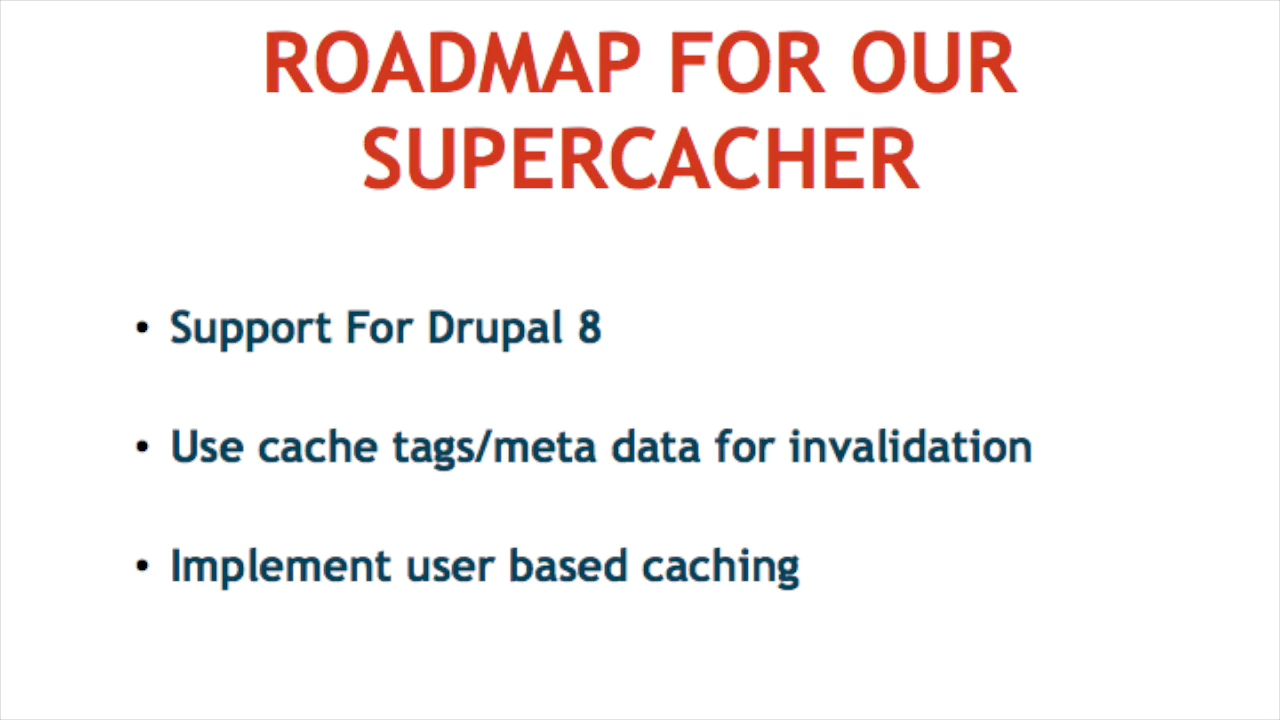 ROADMAP FOR OUR
SUPERCACHER
• Support For Drupal 8
• Use cache tags/meta data for invalidation
• Implement user based caching